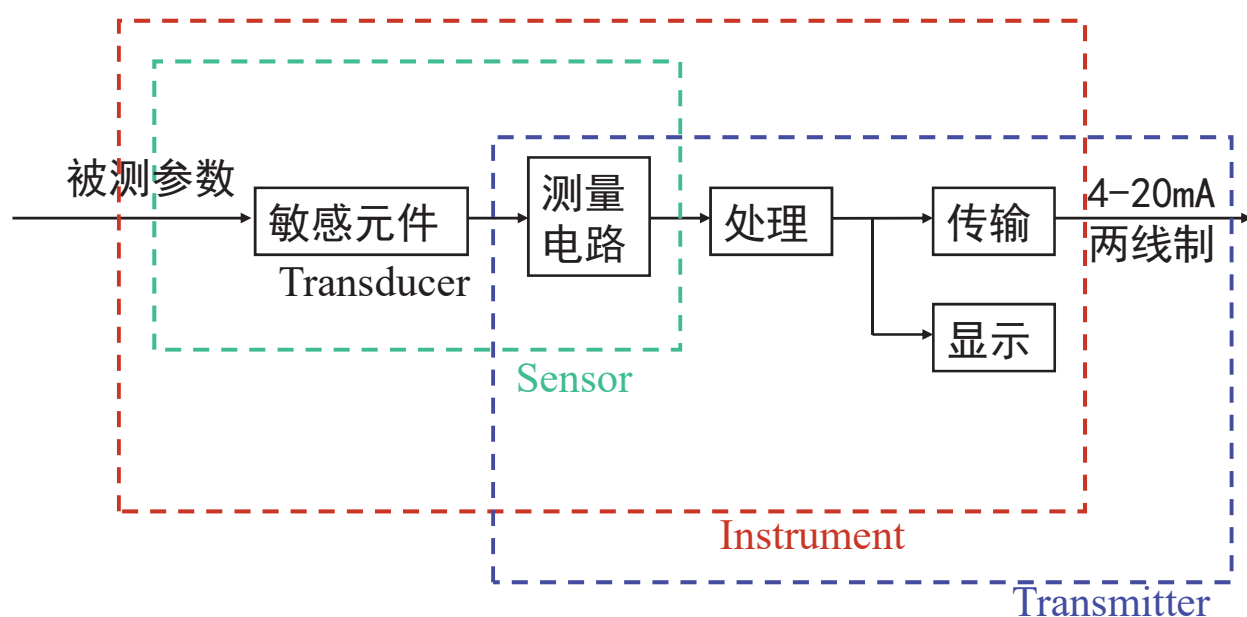 被测参数
敏感元件
Transducer
测量
电路
处理
传输
4-20mA
两线制
显示
Sensor
Instrument
Transmitter